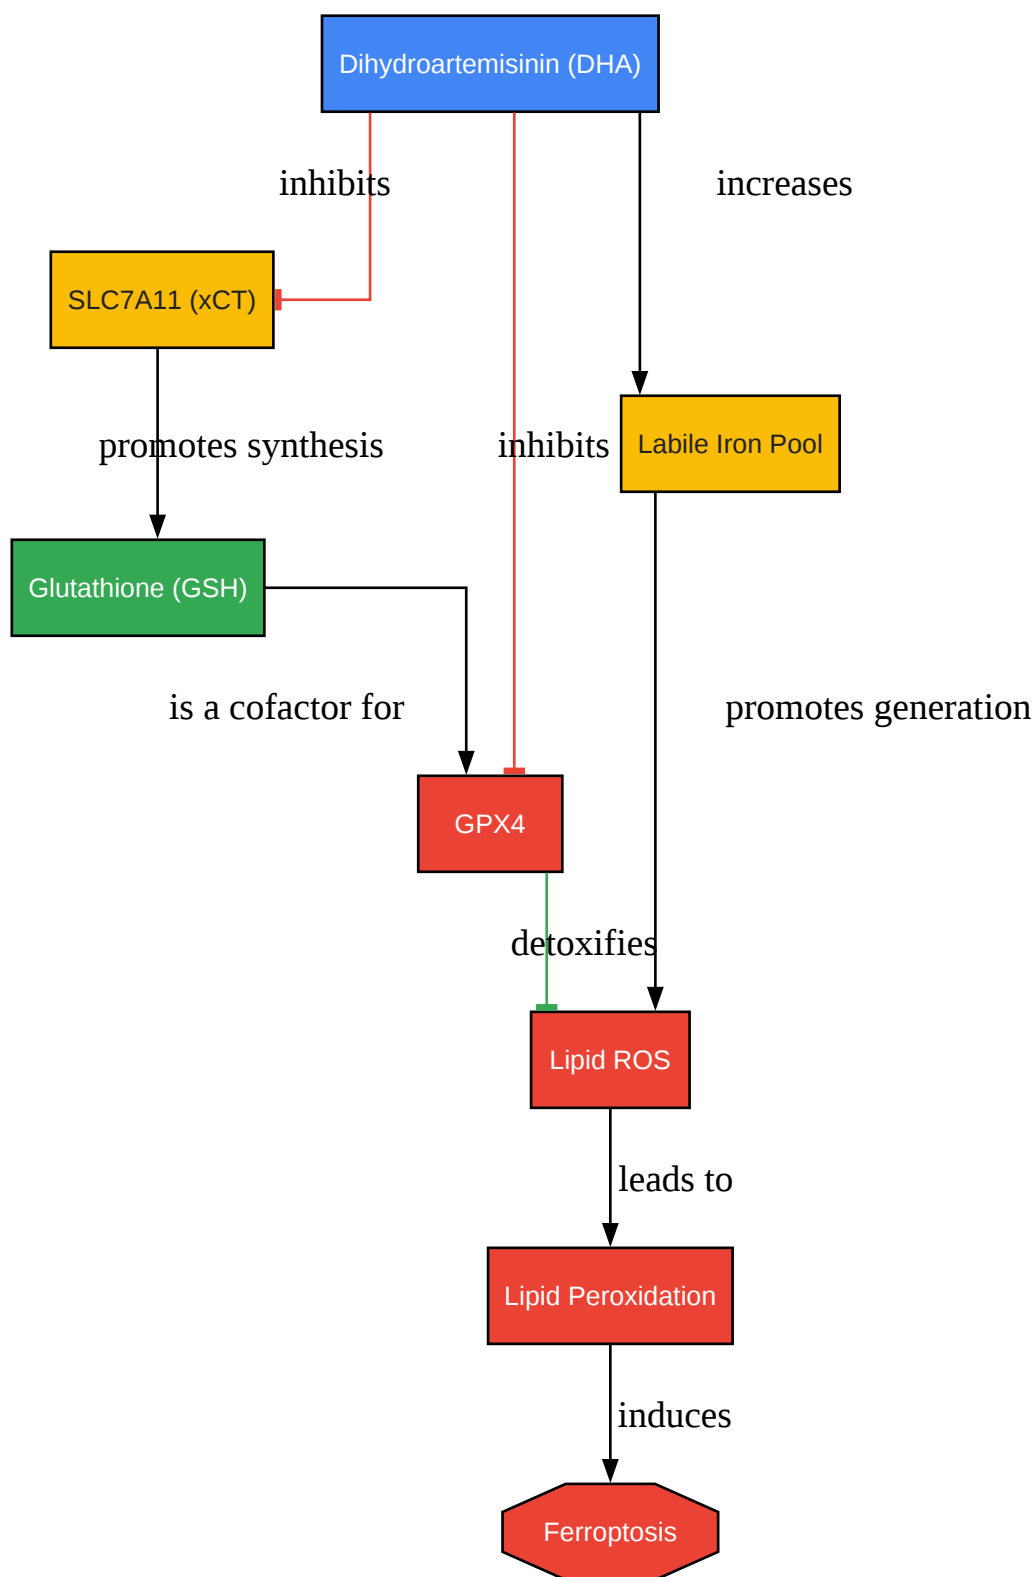 Dihydroartemisinin (DHA)
inhibits
increases
SLC7A11 (xCT)
promotes synthesis
inhibits
Labile Iron Pool
Glutathione (GSH)
is a cofactor for
promotes generation
GPX4
detoxifies
Lipid ROS
leads to
Lipid Peroxidation
induces
Ferroptosis